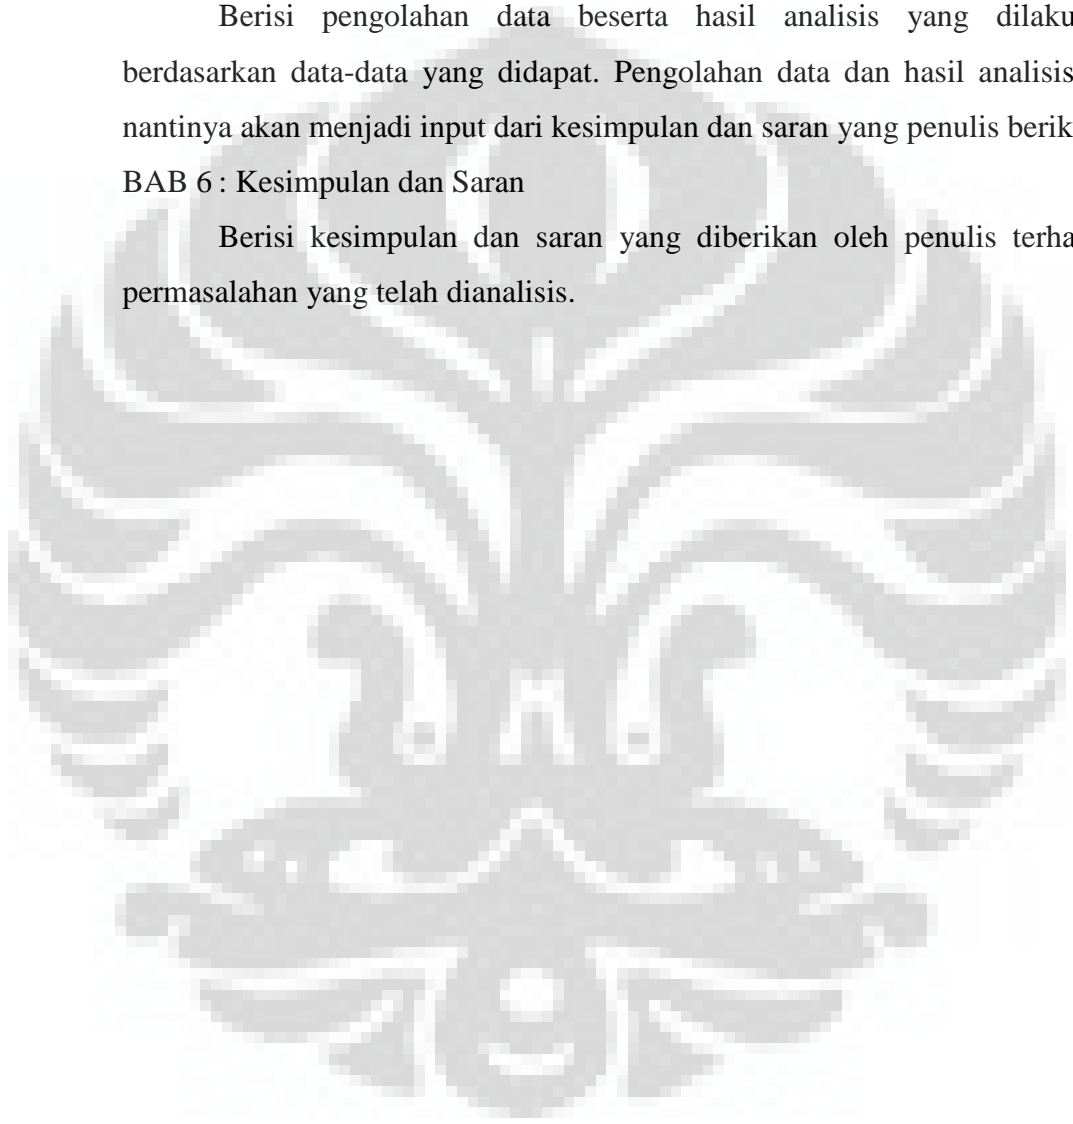 Berisi pengolahan data beserta hasil analisis yang dilaku
berdasarkan data-data yang didapat. Pengolahan data dan hasil analisis
nantinya akan menjadi input dari kesimpulan dan saran yang penulis berik
BAB 6 : Kesimpulan dan Saran
Berisi kesimpulan dan saran yang diberikan oleh penulis terha
permasalahan yang telah dianalisis.